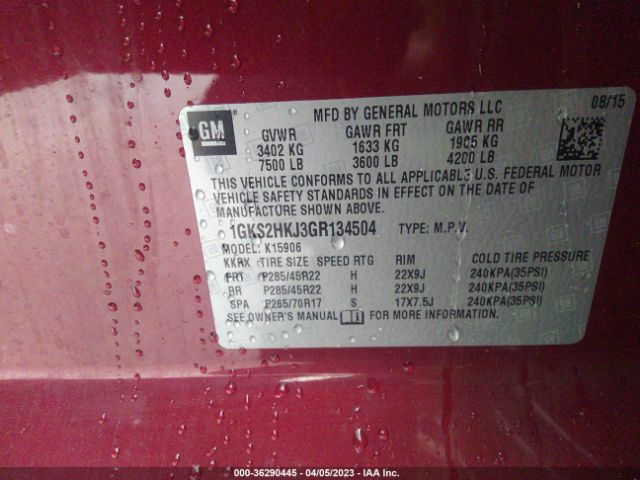 GM
®
MFD BY GENERAL MOTORS LLC
08/15
GVWR GAWR FRT GAWR RR
3402 KG 1633 KG 1905 KG
7500 LB 3600 LB 4200 LB
THIS VEHICLE CONFORMS TO ALL APPLICABLE U.S. FEDERAL MOTOR
VEHICLE SAFETY STANDARDS IN EFFECT ON THE DATE OF
MANUFACTURE SHOWN ABOVE.
1GKS2HKJ3GR134504 TYPE: M.P.V.
MODEL: K15906
KKRX TIRE SIZE SPEED RTG RIM COLD TIRE PRESSURE
FRT P285/45R22 H 22X9J 240KPA(35PSI)
RR P285/45R22 H 22X9J 240KPA(35PSI)
SPA P265/70R17 S 17X7.5J 240KPA(35PSI)
SEE OWNER'S MANUAL FOR MORE INFORMATION.
000-36290445 - 04/05/2023 - IAA Inc.